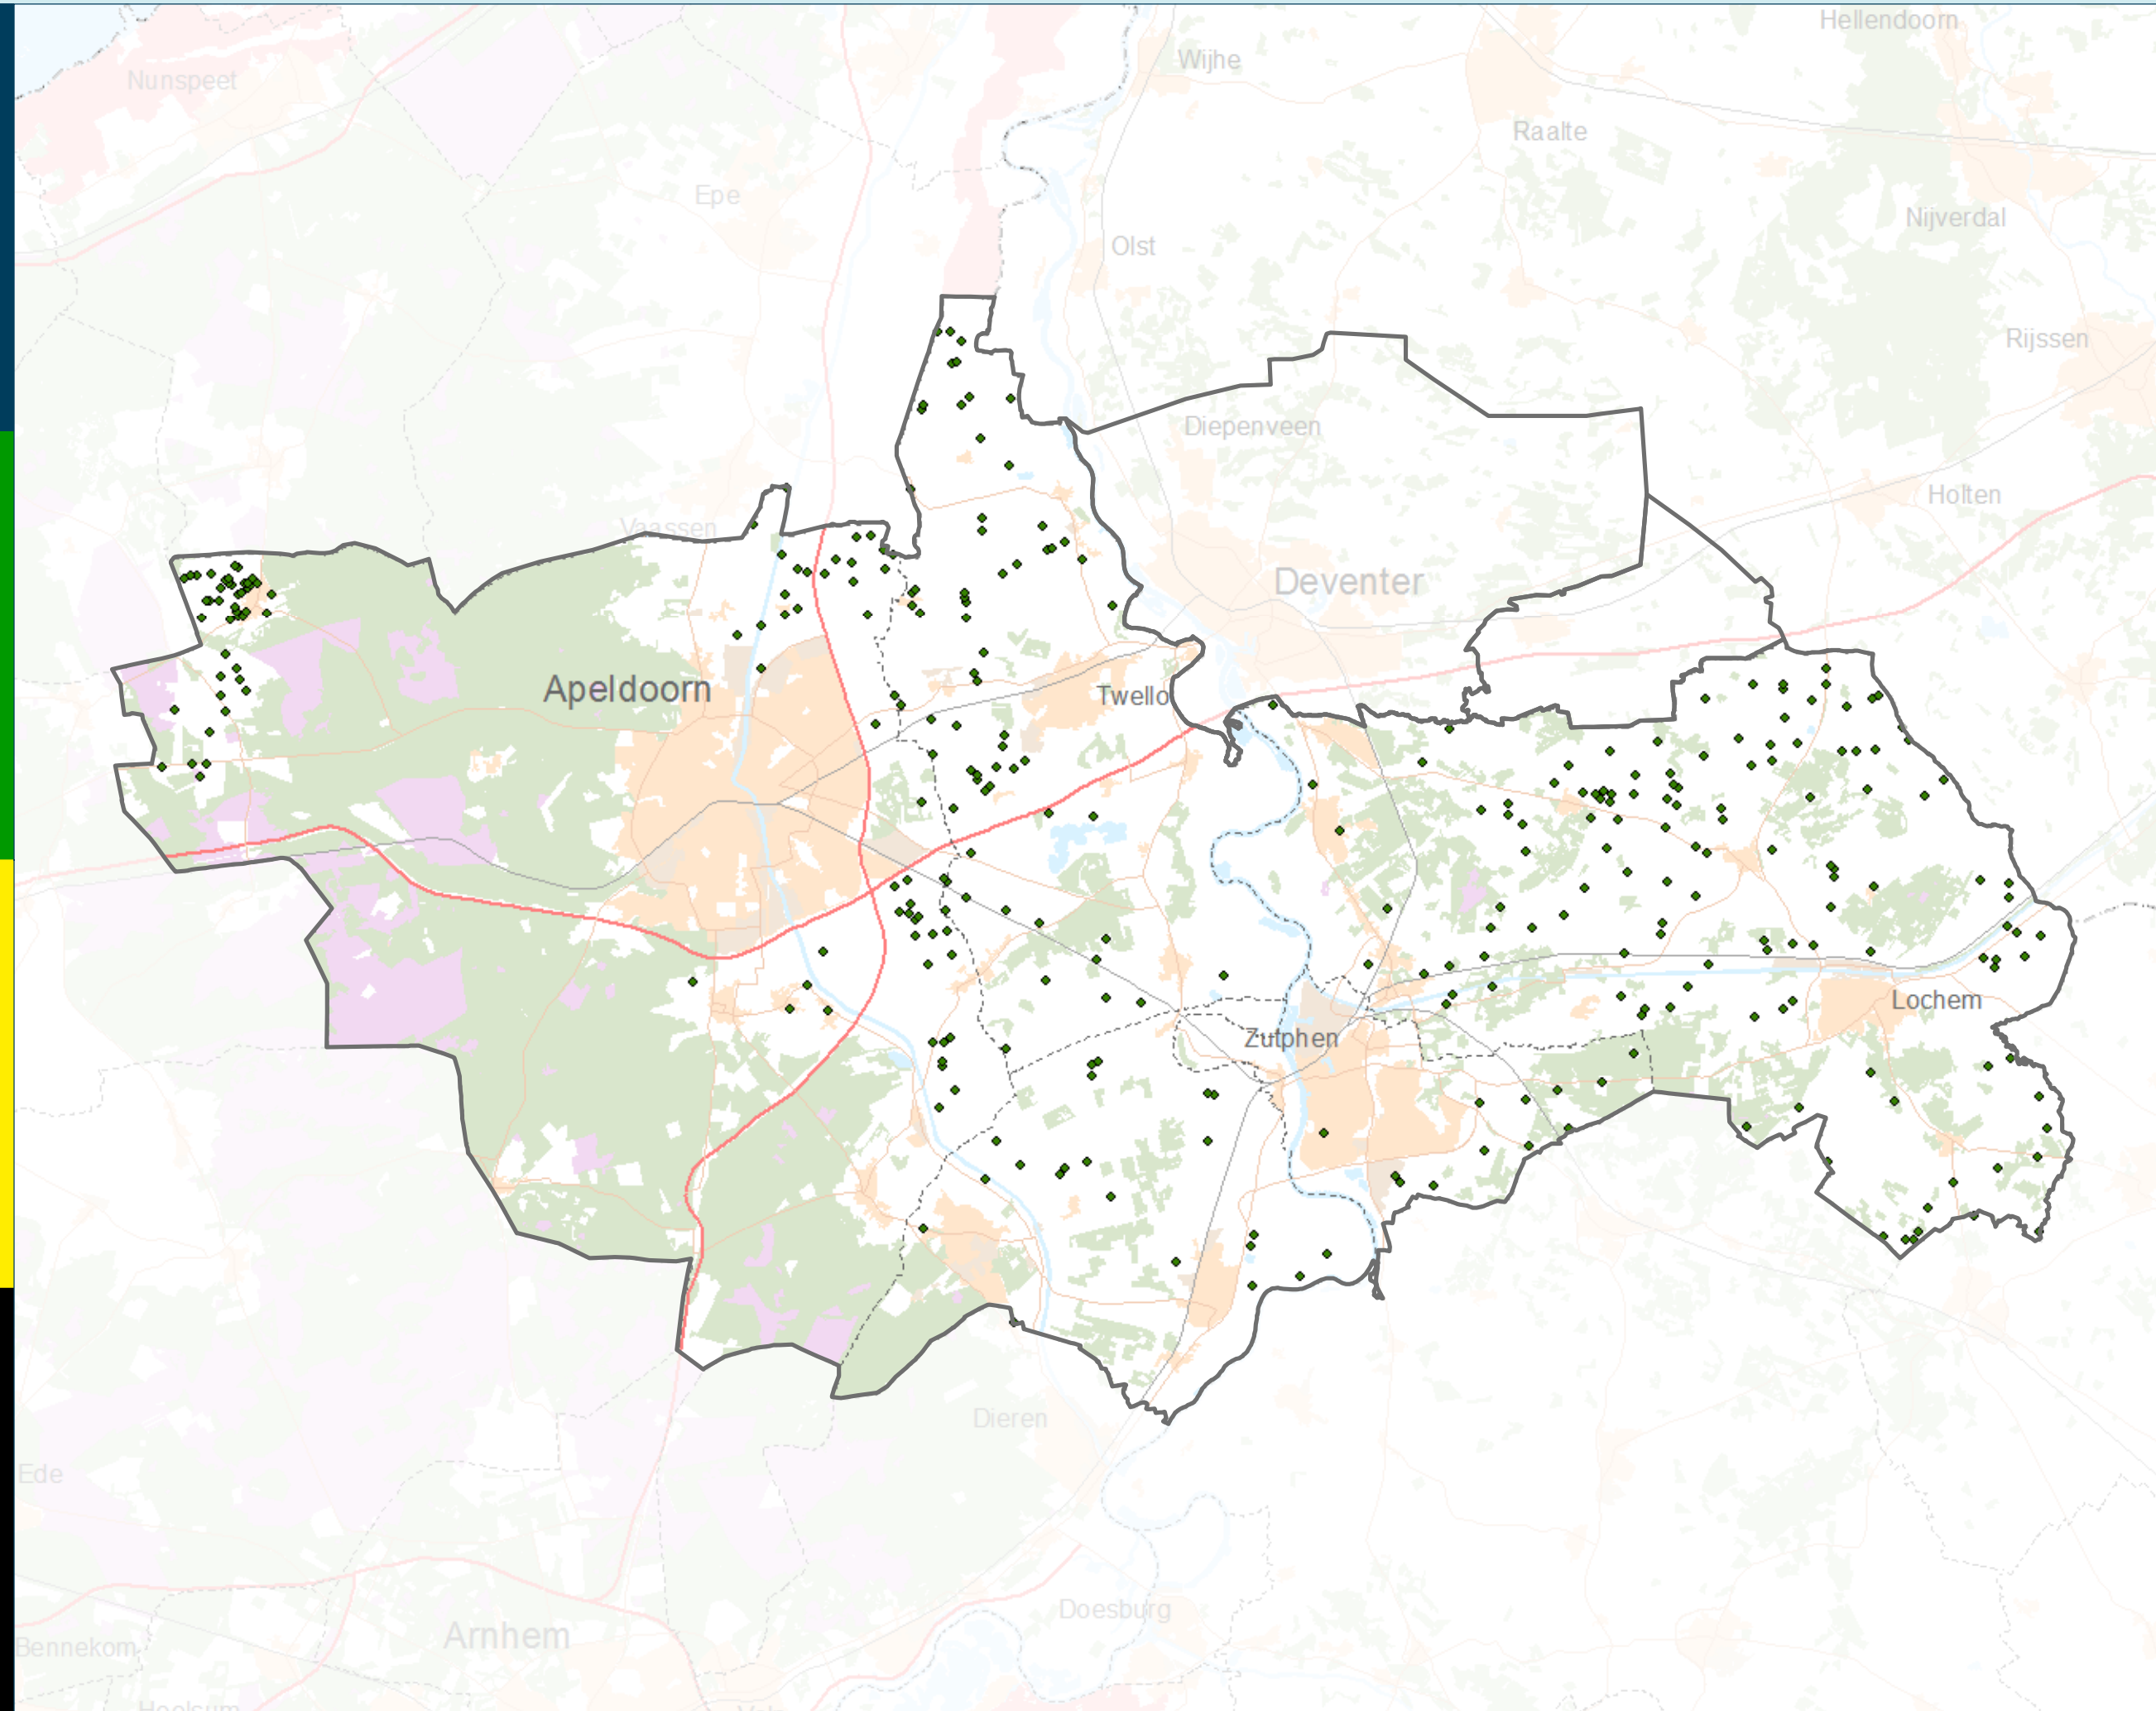 Hellendoorn
Wijhe
Nunspeet
Raalte
Epe
Nijverdal
Olst
Rijssen
Diepenveen
Holten
Vaassen
Deventer
Apeldoorn
Twello
Lochem
Zutphen
Dieren
Ede
Doesburg
Arnhem
Bennekom